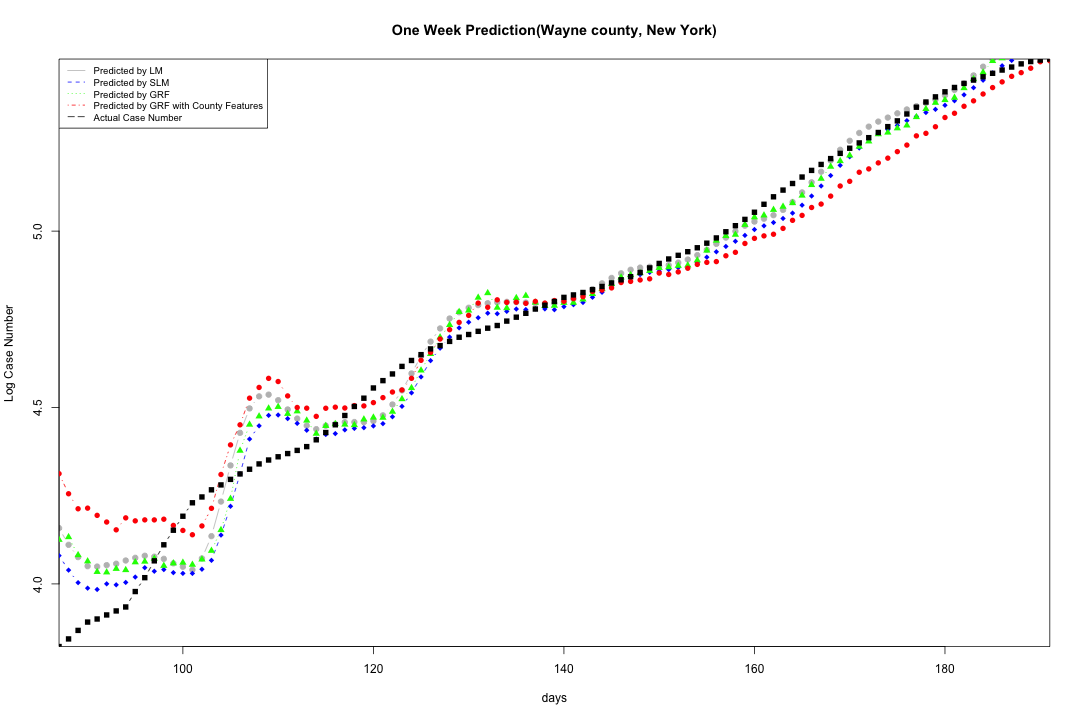 One Week Prediction(Wayne county, New York)
Predicted by LM
Predicted by SLM
Predicted by GRF
Predicted by GRF with County Features
Actual Case Number
Log Case Number
5.0
4.5
4.0
100 120 140 160 180
days